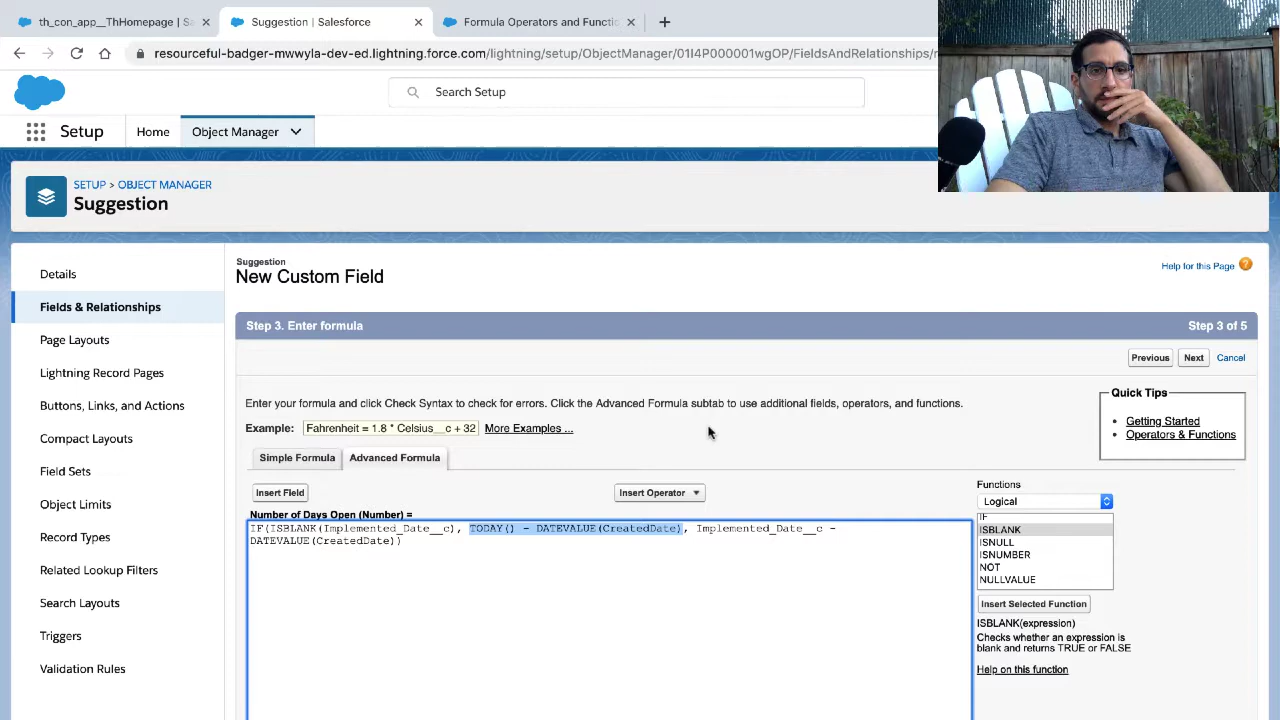 th_con_app__ThHomepage | Sa
Suggestion | Salesforce
Formula Operators and Functio
resourceful-badger-mwwyla-dev-ed.lightning.force.com/lightning/setup/ObjectManager/01I4P000001wgOP/FieldsAndRelationships/
Search Setup
Setup
Home
Object Manager
SETUP > OBJECT MANAGER
Suggestion
Details
Fields & Relationships
Page Layouts
Lightning Record Pages
Buttons, Links, and Actions
Compact Layouts
Field Sets
Object Limits
Record Types
Related Lookup Filters
Search Layouts
Triggers
Validation Rules
Suggestion
New Custom Field
Help for this Page
Step 3. Enter formula
Step 3 of 5
Previous
Next
Cancel
Enter your formula and click Check Syntax to check for errors. Click the Advanced Formula subtab to use additional fields, operators, and functions.
Example: Fahrenheit = 1.8 * Celsius__c + 32 More Examples ...
Quick Tips
Getting Started
Operators & Functions
Simple Formula
Advanced Formula
Insert Field
Insert Operator
Number of Days Open (Number) =
IF(ISBLANK(Implemented_Date__c), TODAY() - DATEVALUE(CreatedDate), Implemented_Date__c -
DATEVALUE(CreatedDate))
Functions
Logical
IF
ISBLANK
ISNULL
ISNUMBER
NOT
NULLVALUE
Insert Selected Function
ISBLANK(expression)
Checks whether an expression is
blank and returns TRUE or FALSE
Help on this function